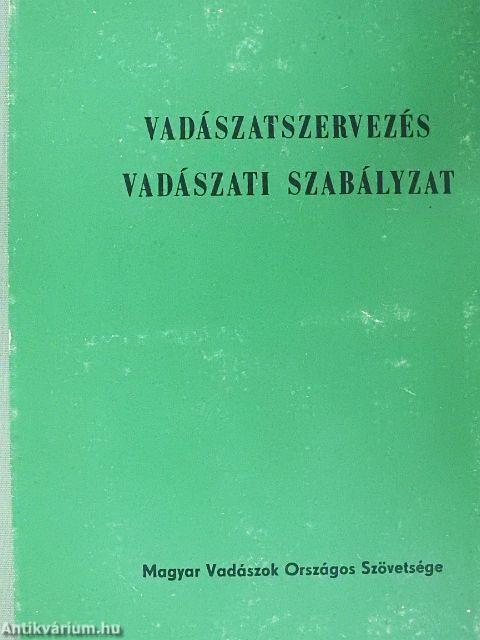 VADÁSZATSZERVEZÉS
VADÁSZATI SZABÁLYZAT
Magyar Vadászok Országos Szövetsége
Antikvárium.hu